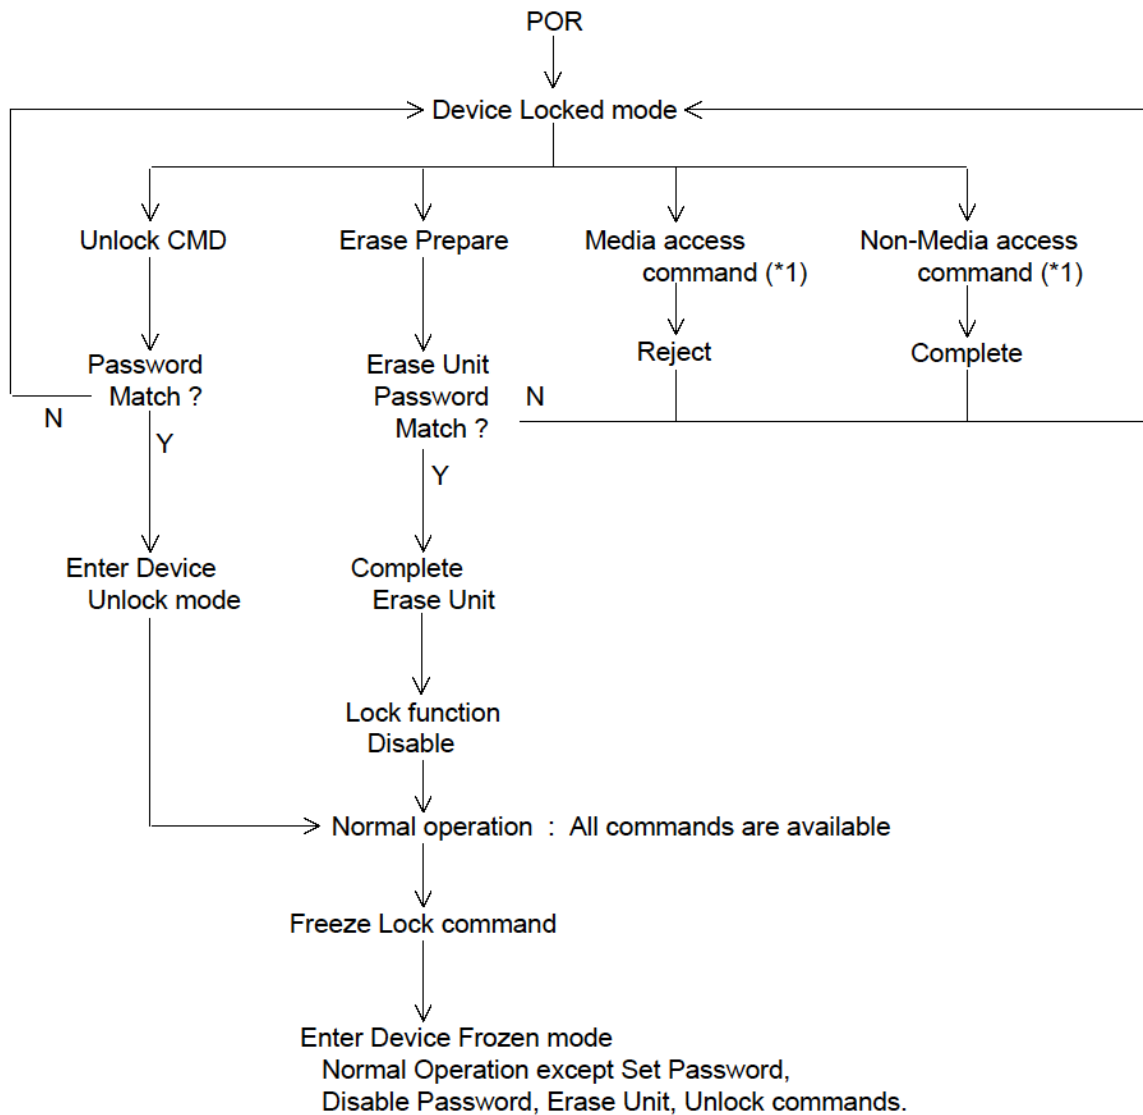 POR
Device Locked mode
Unlock CMD
Erase Prepare
Media access
command (*1)
Non-Media access
command (*1)
Password
Match ?
N
Y
Erase Unit
Password
Match ?
N
Y
Reject
Complete
Enter Device
Unlock mode
Complete
Erase Unit
Lock function
Disable
Normal operation : All commands are available
Freeze Lock command
Enter Device Frozen mode
Normal Operation except Set Password,
Disable Password, Erase Unit, Unlock commands.